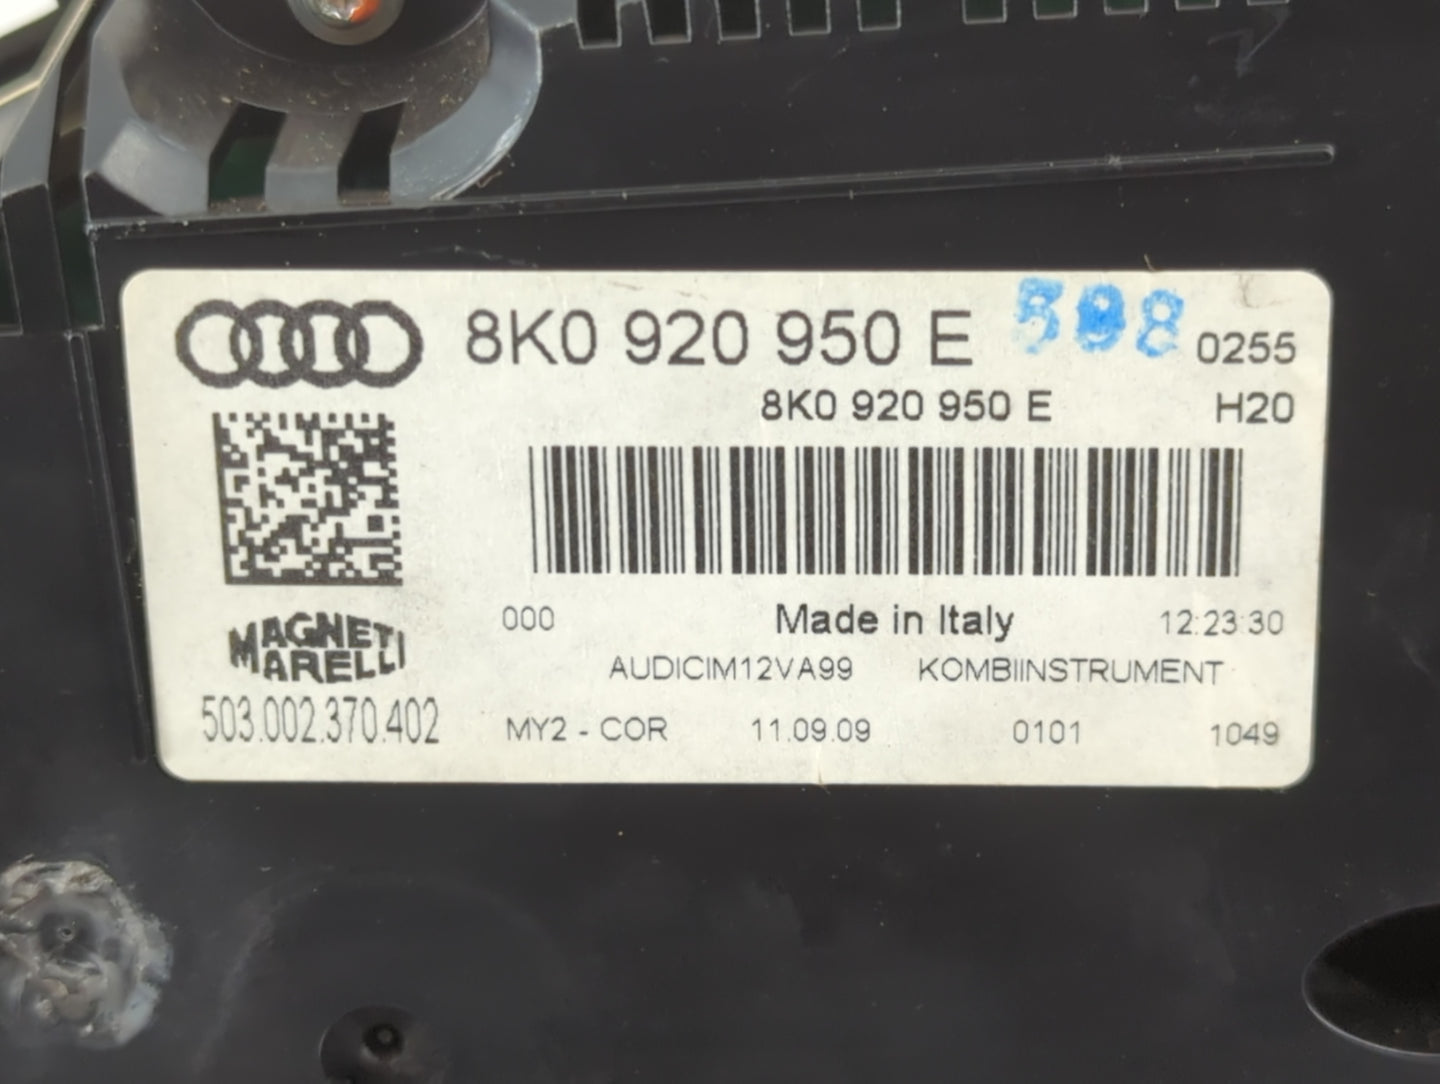 8K0 920 950 E 598 0255
8K0 920 950 E H20
000 Made in Italy 12:23:30
MAGNETI
MARELLI
AUDICIM12VA99 KOMBIINSTRUMENT
503.002.370.402 MY2 - COR 11.09.09 0101 1049